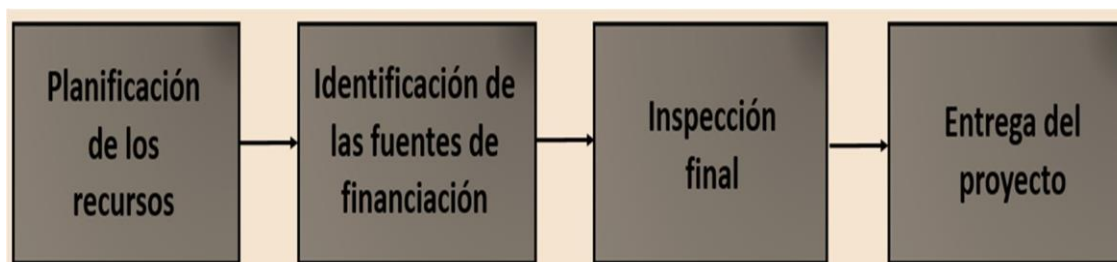 Planificación
de los
recursos
Identificación de
las fuentes de
financiación
Inspección
final
Entrega del
proyecto